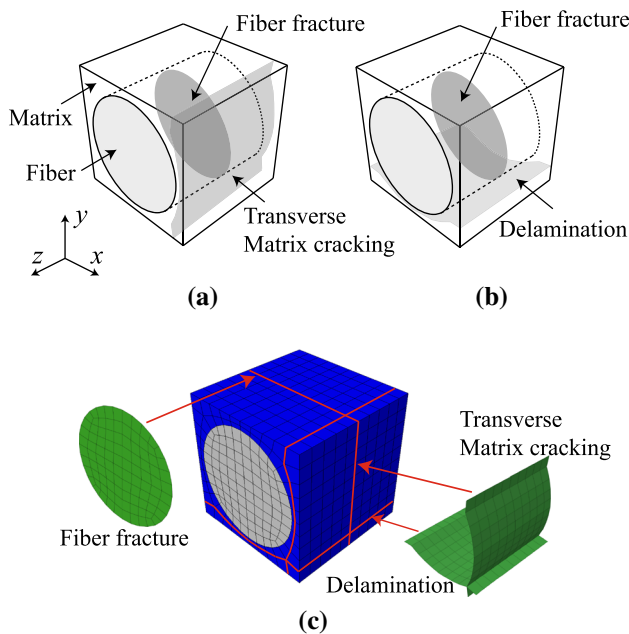 Fiber fracture
Matrix
Fiber
Transverse
Matrix cracking
y
z
x
(a)
Fiber fracture
Delamination
(b)
Fiber fracture
Transverse
Matrix cracking
Delamination
(c)